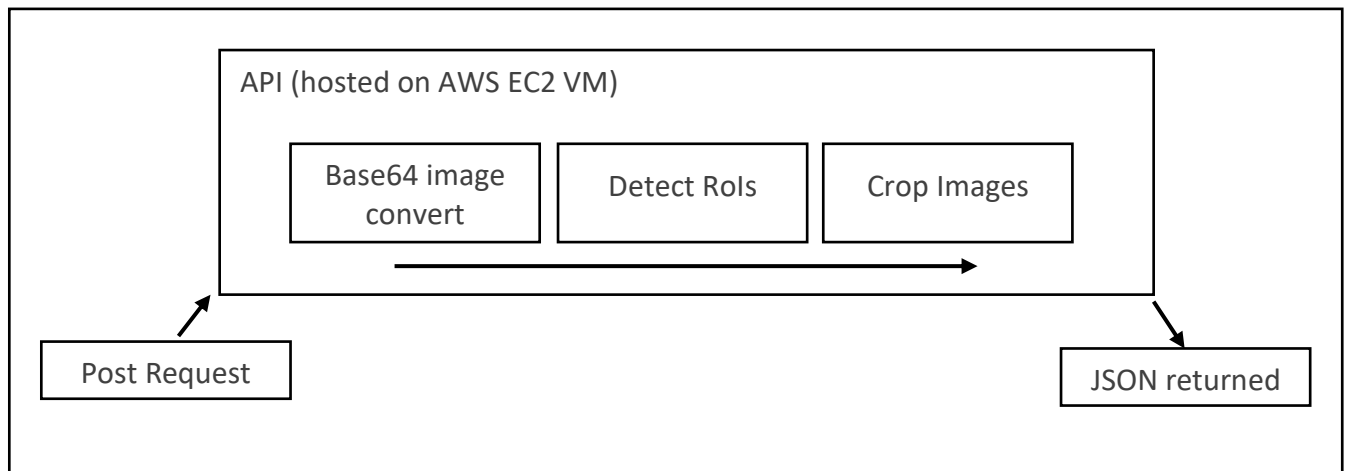 API (hosted on AWS EC2 VM)
Base64 image
convert
Detect RoIs
Crop Images
Post Request
JSON returned